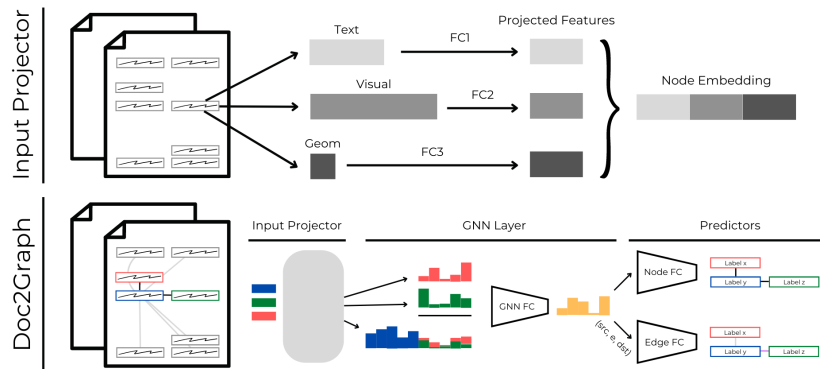 Input Projector
Text
FC1
Projected Features
Visual
FC2
Node Embedding
Geom
FC3
Doc2Graph
Input Projector
GNN Layer
Predictors
GNN FC
(src, e, dst)
Node FC
Label x
Label y
Label z
Edge FC
Label x
Label y
Label z